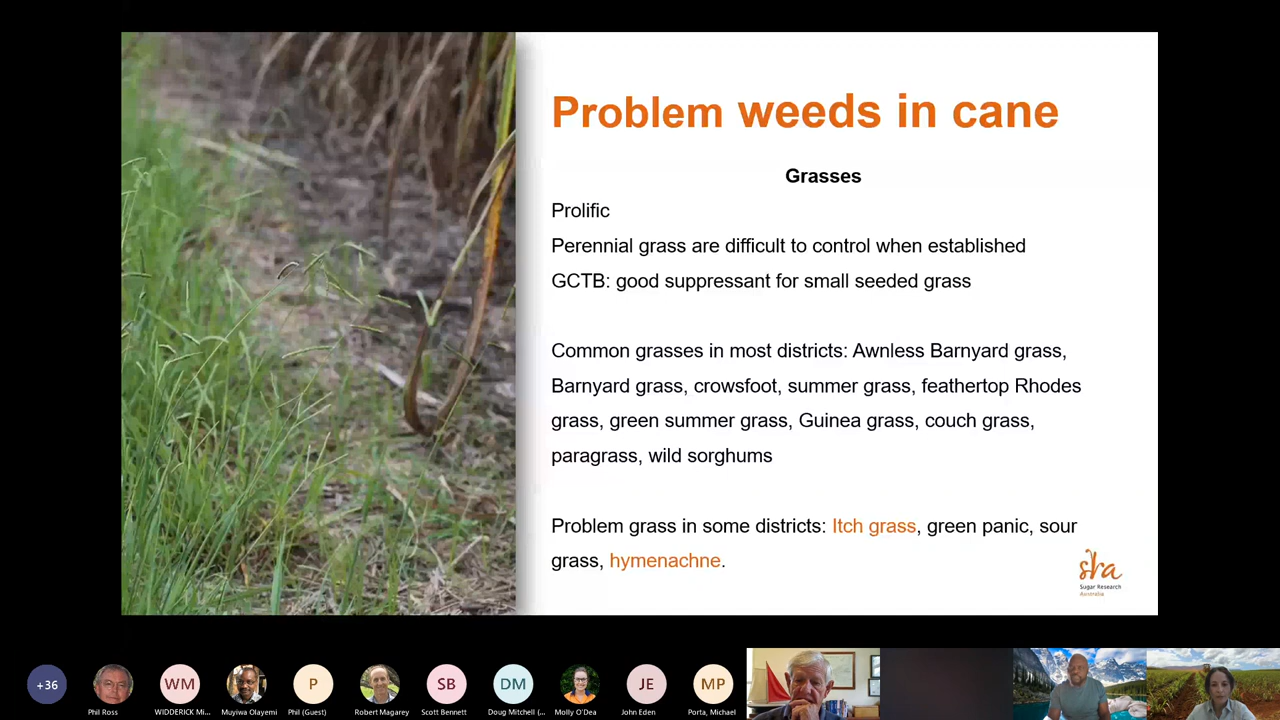 Problem weeds in cane
Grasses
Prolific
Perennial grass are difficult to control when established
GCTB: good suppressant for small seeded grass
Common grasses in most districts: Awnless Barnyard grass,
Barnyard grass, crowsfoot, summer grass, feathertop Rhodes
grass, green summer grass, Guinea grass, couch grass,
paragrass, wild sorghums
Problem grass in some districts: Itch grass, green panic, sour
grass, hymenachne.
sra
Sugar Research
Australia
+36
WM
P
SB
DM
JE
MP
Phil Ross
WIDDERICK Mi...
Muyiwa Olayemi
Phil (Guest)
Robert Magarey
Scott Bennett
Doug Mitchell (...
Molly O'Dea
John Eden
Porta, Michael